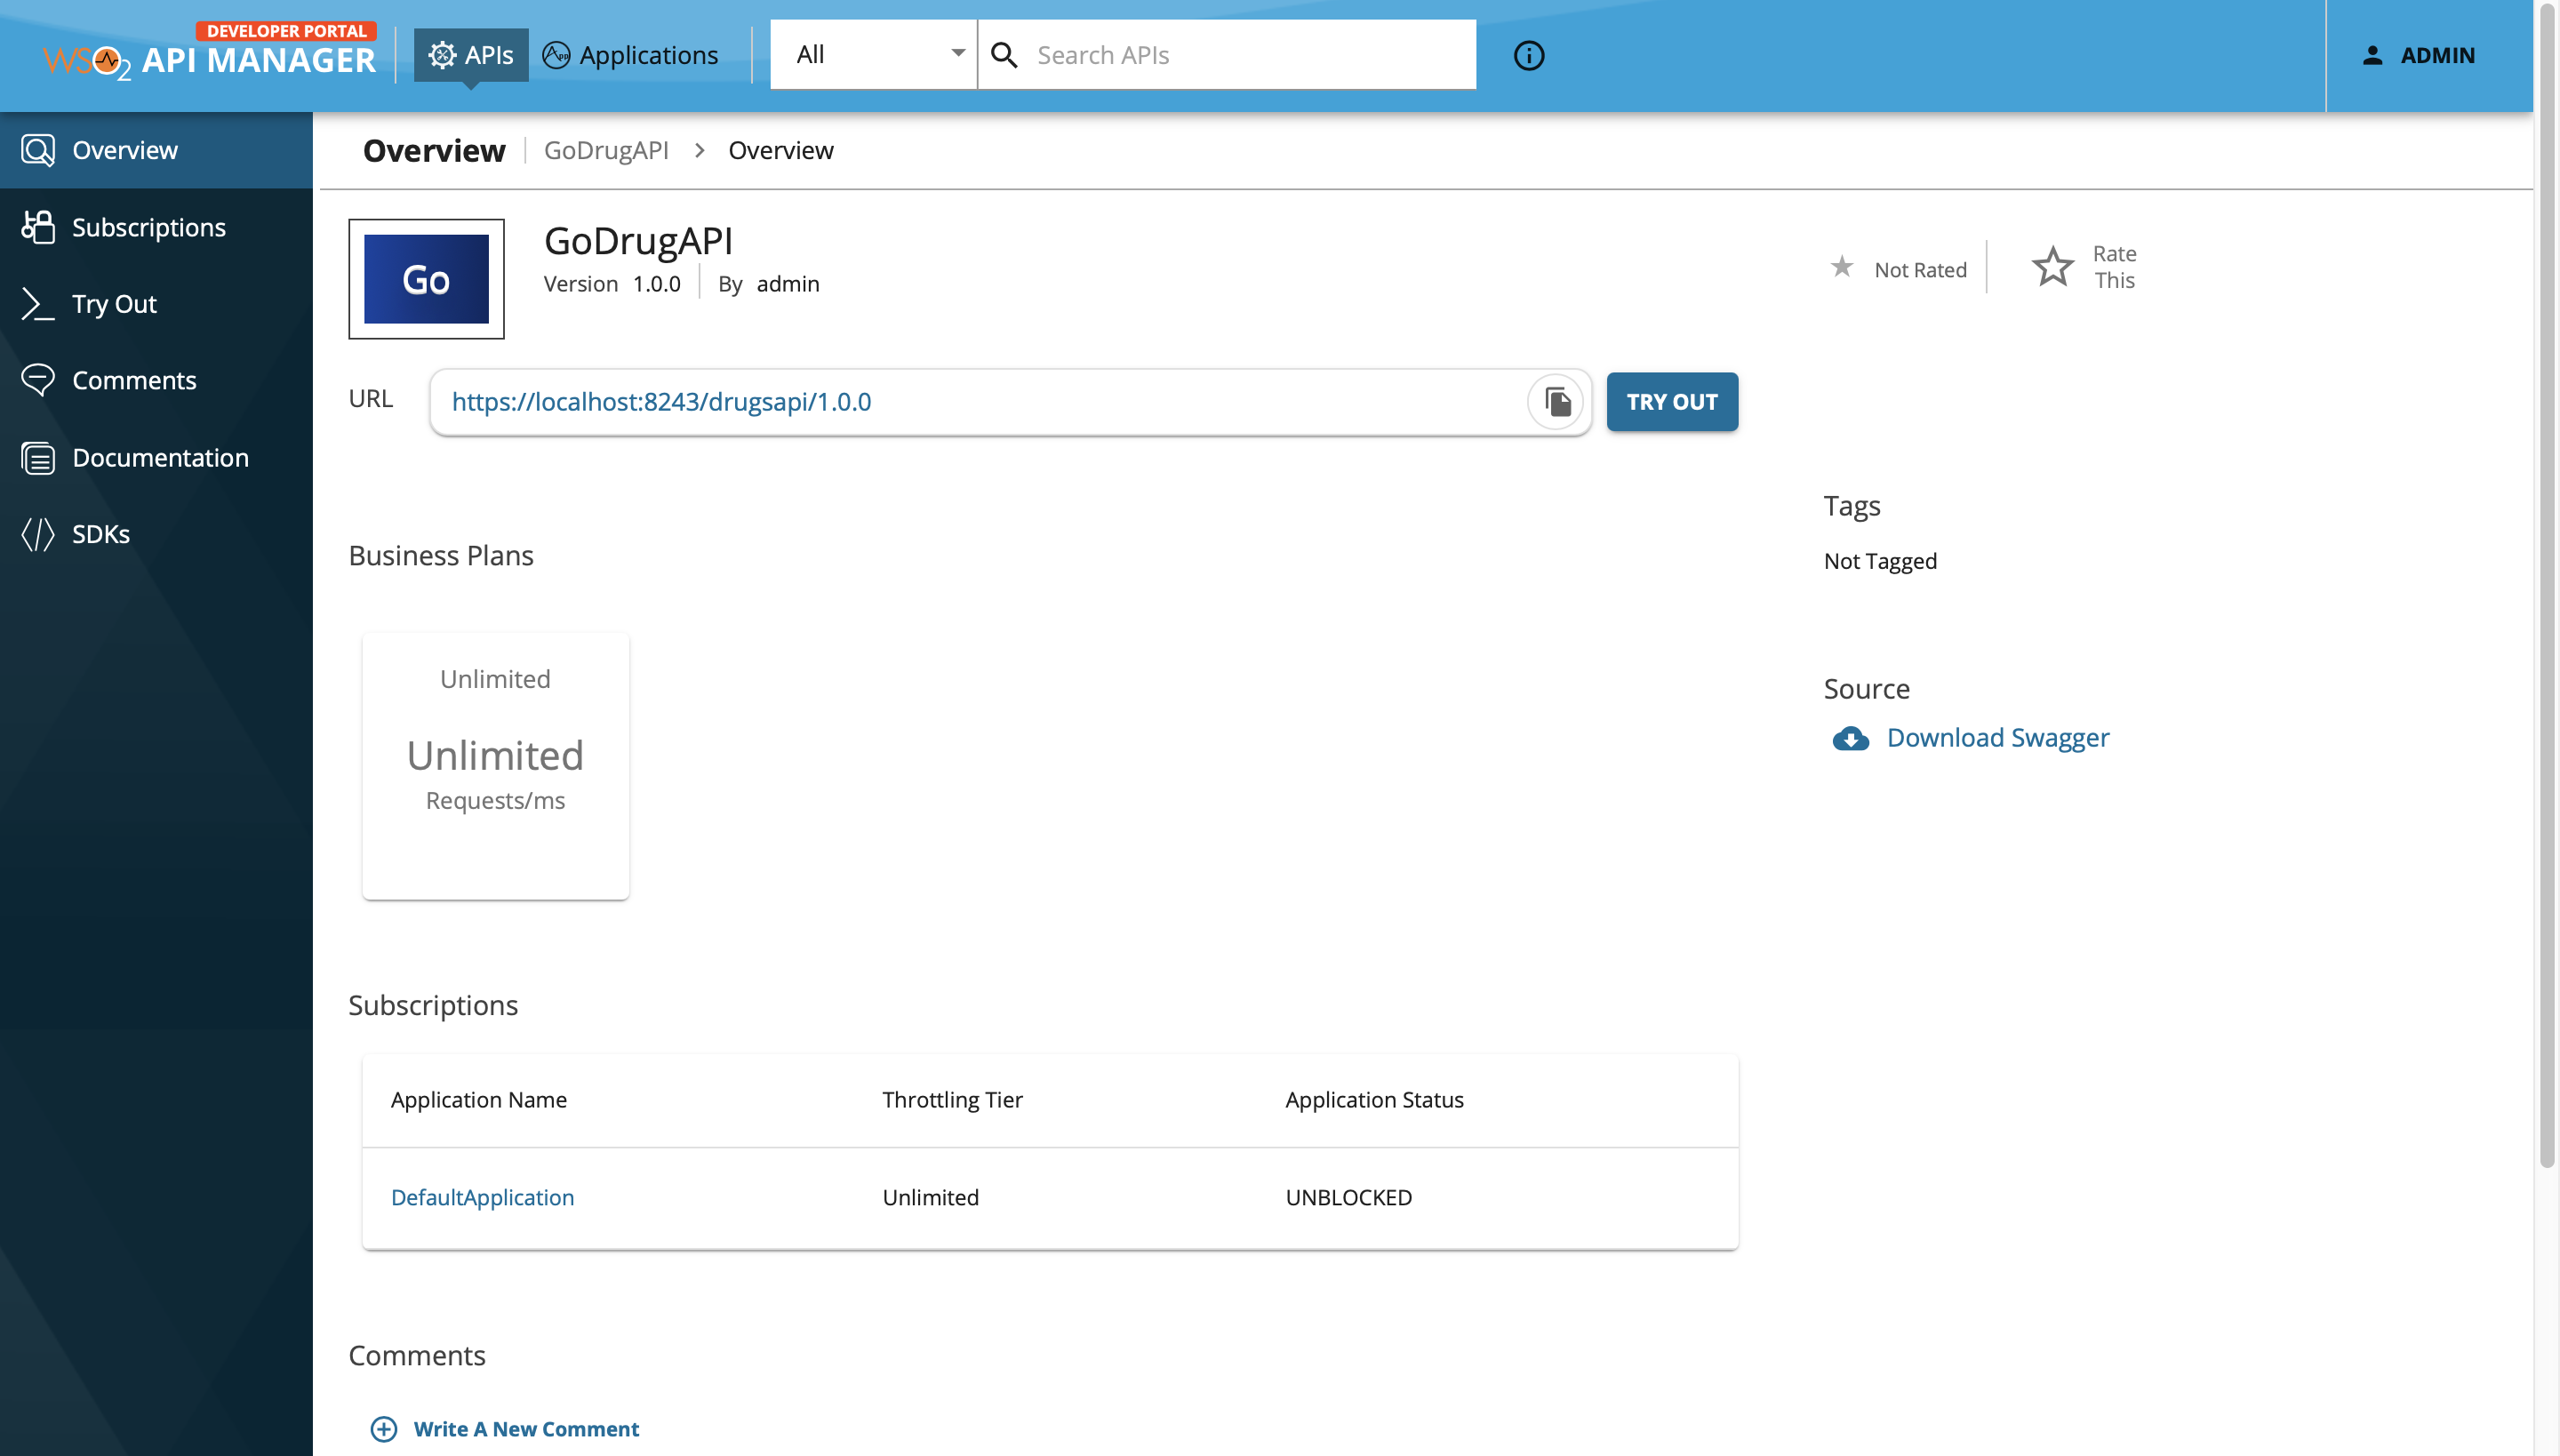 DEVELOPER PORTAL
WSO2 API MANAGER
APIs
App
Applications
All
Search APIs
ADMIN
Overview
Subscriptions
Try Out
Comments
Documentation
SDKs
Overview GoDrugAPI > Overview
Go
GoDrugAPI
Version 1.0.0 By admin
Not Rated
Rate
This
URL
https://localhost:8243/drugsapi/1.0.0
TRY OUT
Tags
Not Tagged
Business Plans
Unlimited
Unlimited
Requests/ms
Source
Download Swagger
Subscriptions
Application Name Throttling Tier Application Status
DefaultApplication Unlimited UNBLOCKED
Comments
Write A New Comment